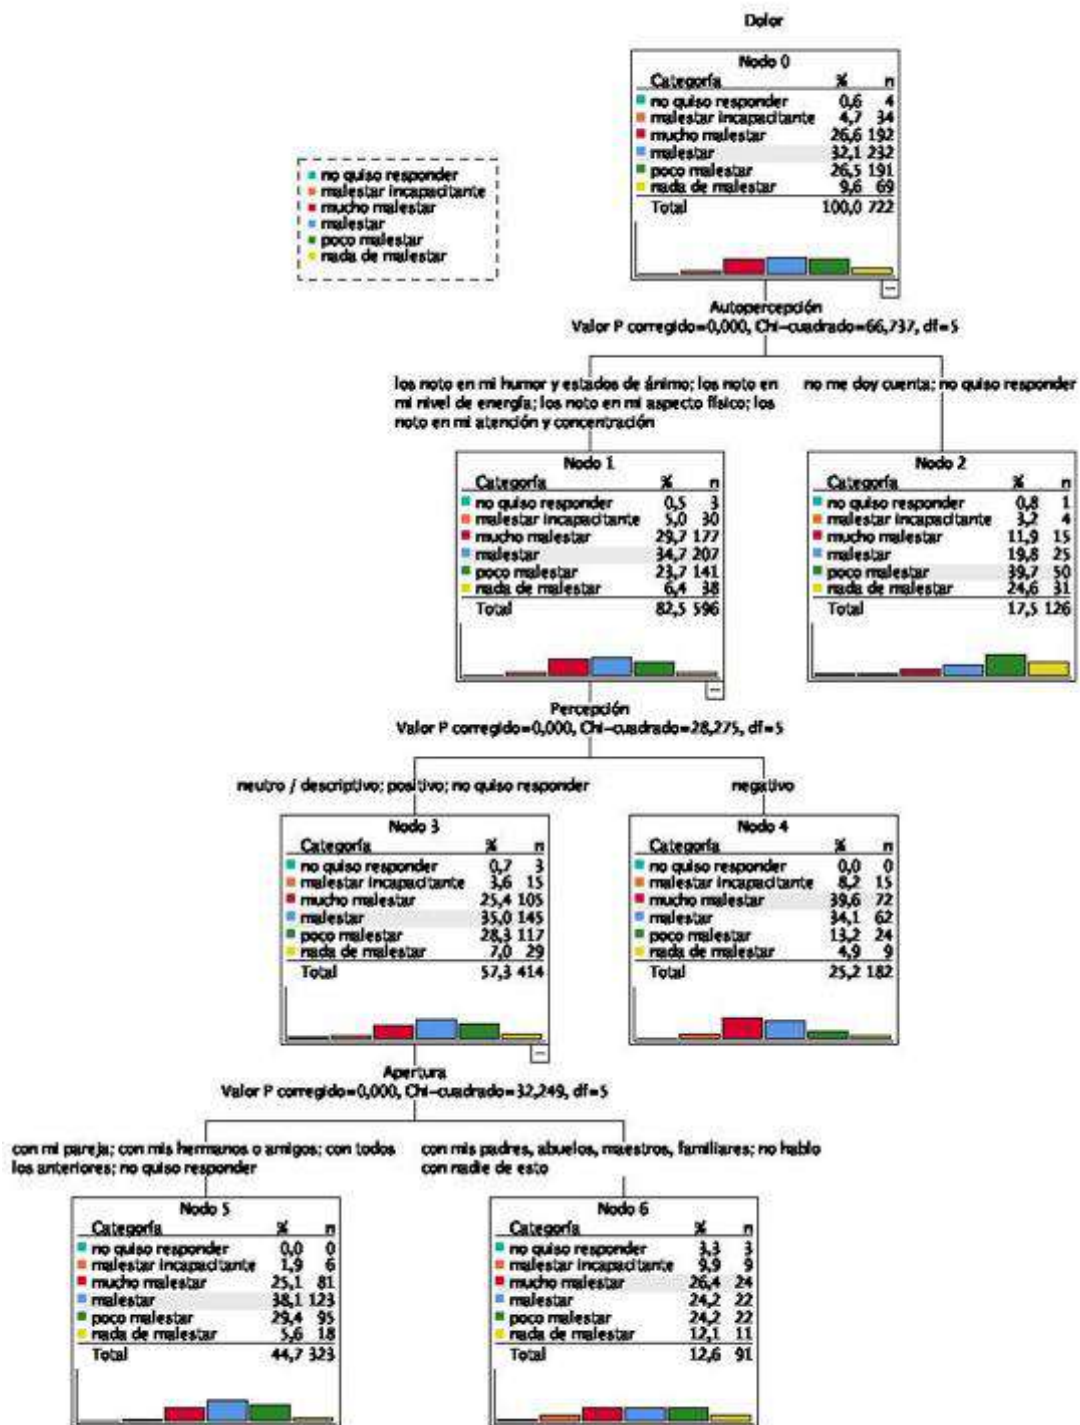 Dolor
Nodo 0
Categoría % n
no quiso responder 0,6 4
malestar incapacitante 4,7 34
mucho malestar 26,6 192
malestar 32,1 232
poco malestar 26,5 191
nada de malestar 9,6 69
Total 100,0 722
no quiso responder
malestar incapacitante
mucho malestar
malestar
poco malestar
nada de malestar
Autopercepción
Valor P corregido=0,000, Chi-cuadrado=66,737, df=5
los noto en mi humor y estados de ánimo; los noto en
mi nivel de energía; los noto en mi aspecto físico; los
noto en mi atención y concentración
no me doy cuenta; no quiso responder
Nodo 1
Categoría % n
no quiso responder 0,5 3
malestar incapacitante 5,0 30
mucho malestar 29,7 177
malestar 34,7 207
poco malestar 23,7 141
nada de malestar 6,4 38
Total 82,5 596
Nodo 2
Categoría % n
no quiso responder 0,8 1
malestar incapacitante 3,2 4
mucho malestar 11,9 15
malestar 19,8 25
poco malestar 39,7 50
nada de malestar 24,6 31
Total 17,5 126
Percepción
Valor P corregido=0,000, Chi-cuadrado=28,275, df=5
neutro / descriptivo; positivo; no quiso responder
negativo
Nodo 3
Categoría % n
no quiso responder 0,7 3
malestar incapacitante 3,6 15
mucho malestar 25,4 105
malestar 35,0 145
poco malestar 28,3 117
nada de malestar 7,0 29
Total 57,3 414
Nodo 4
Categoría % n
no quiso responder 0,0 0
malestar incapacitante 8,2 15
mucho malestar 39,6 72
malestar 34,1 62
poco malestar 13,2 24
nada de malestar 4,9 9
Total 25,2 182
Apertura
Valor P corregido=0,000, Chi-cuadrado=32,249, df=5
con mi pareja; con mis hermanos o amigos; con todos
los anteriores; no quiso responder
con mis padres, abuelos, maestros, familiares; no hablo
con nadie de esto
Nodo 5
Categoría % n
no quiso responder 0,0 0
malestar incapacitante 1,9 6
mucho malestar 25,1 81
malestar 38,1 123
poco malestar 29,4 95
nada de malestar 5,6 18
Total 44,7 323
Nodo 6
Categoría % n
no quiso responder 3,3 3
malestar incapacitante 9,9 9
mucho malestar 26,4 24
malestar 24,2 22
poco malestar 24,2 22
nada de malestar 12,1 11
Total 12,6 91